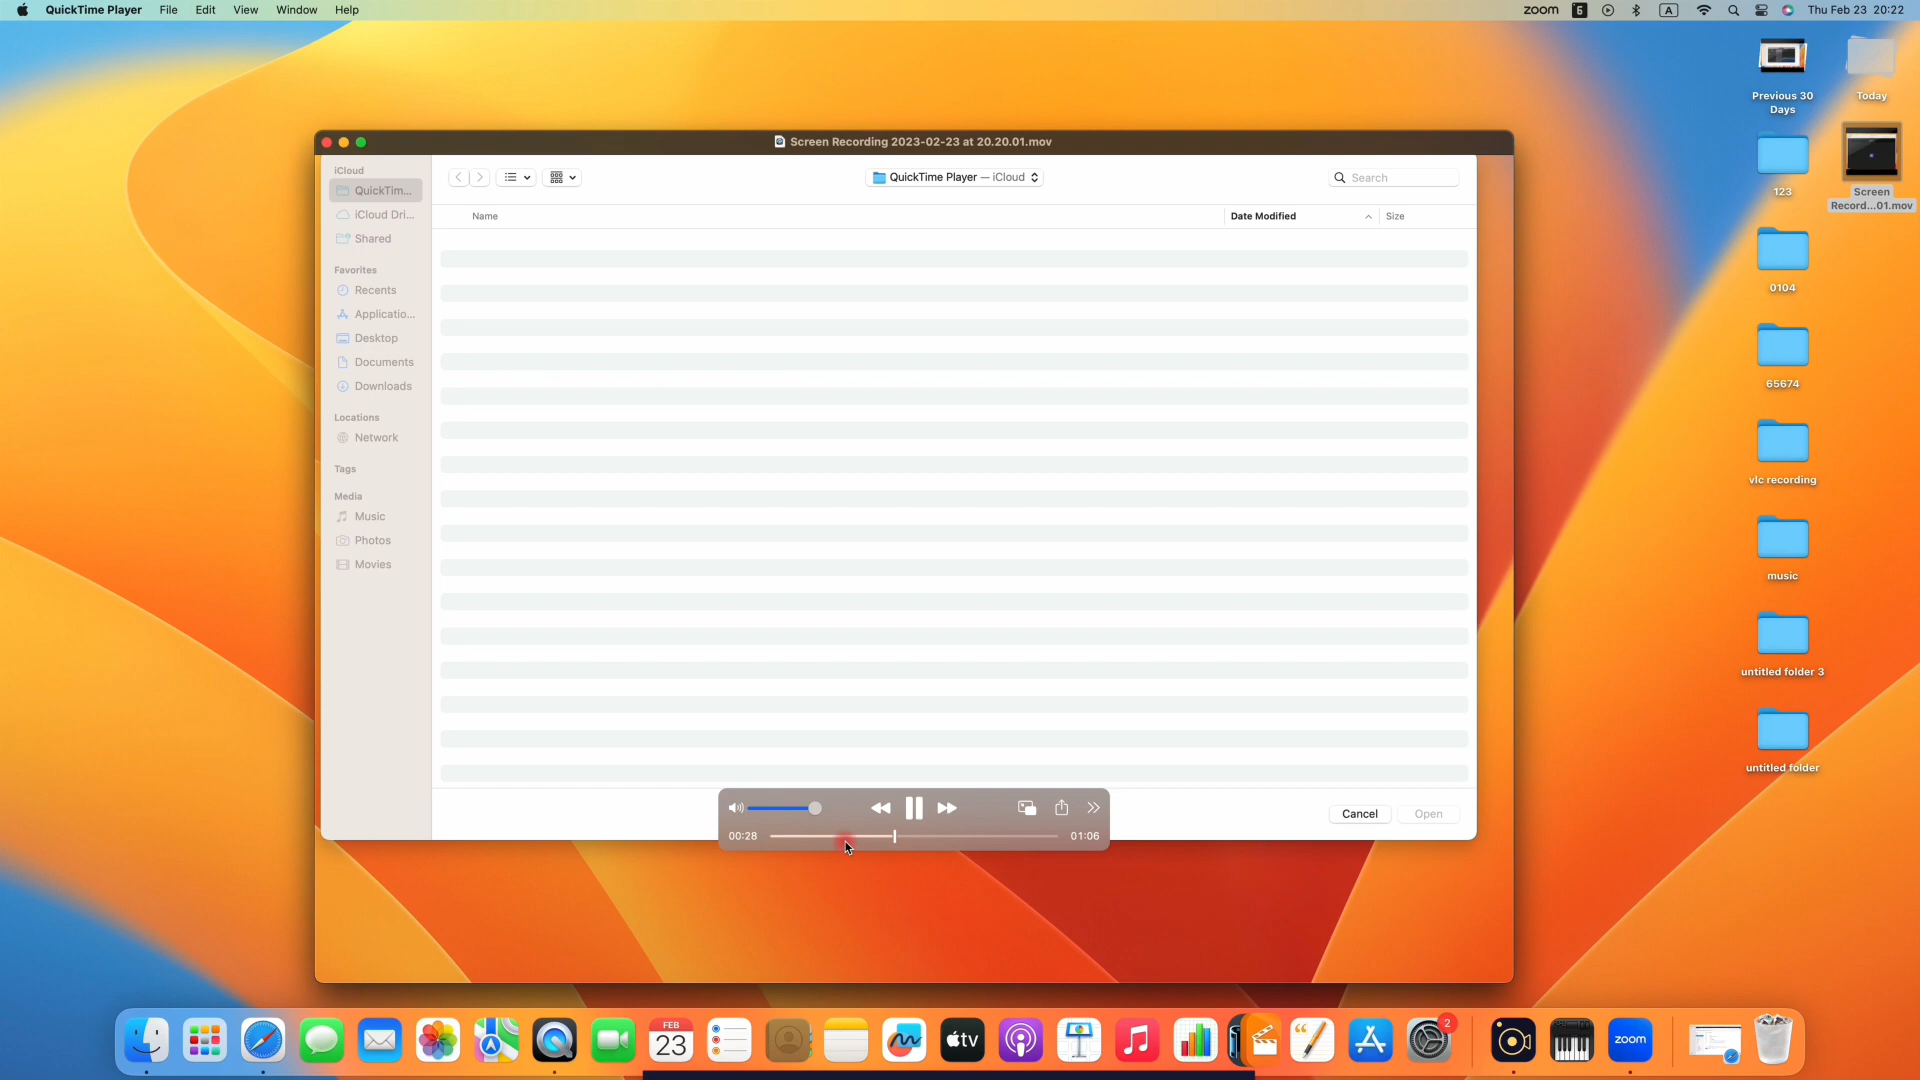 QuickTime Player File Edit View Window Help zoom 6 A Thu Feb 23 20:22
Previous 30 Days
Today
Screen Recording 2023-02-23 at 20.20.01.mov
iCloud
QuickTim...
iCloud Dri...
Shared
Favorites
Recents
Applicatio...
Desktop
Documents
Downloads
Locations
Network
Tags
Media
Music
Photos
Movies
QuickTime Player — iCloud
Search
Name Date Modified Size
Cancel Open
00:28 01:06
123
Screen
Record...01.mov
0104
65674
vlc recording
music
untitled folder 3
untitled folder
FEB
23
tv
2
zoom